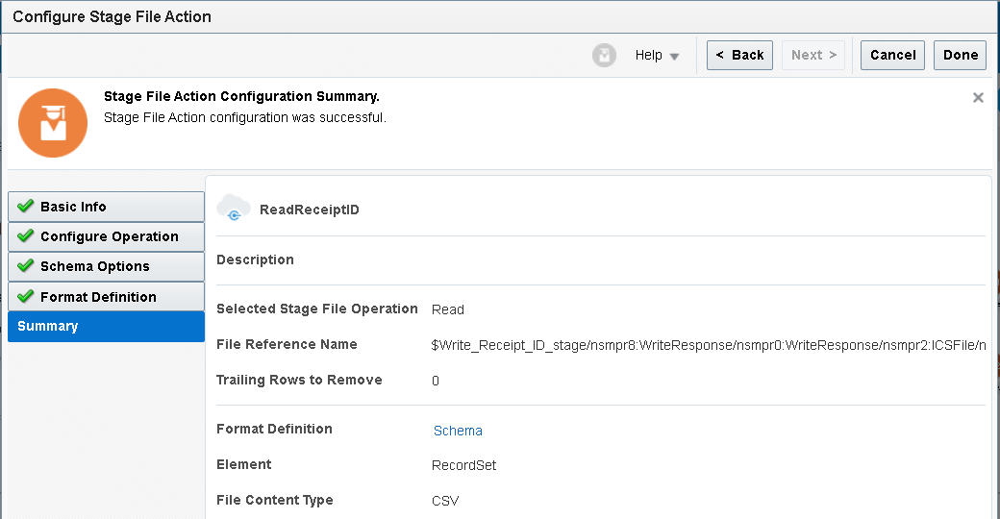 Configure Stage File Action
Help
< Back
Next >
Cancel
Done
Stage File Action Configuration Summary.
Stage File Action configuration was successful.
Basic Info
Configure Operation
Schema Options
Format Definition
Summary
ReadReceiptID
Description
Selected Stage File Operation Read
File Reference Name $Write_Receipt_ID_stage/nsmpr8:WriteResponse/nsmpr0:WriteResponse/nsmpr2:ICSFile/n
Trailing Rows to Remove 0
Format Definition Schema
Element RecordSet
File Content Type CSV